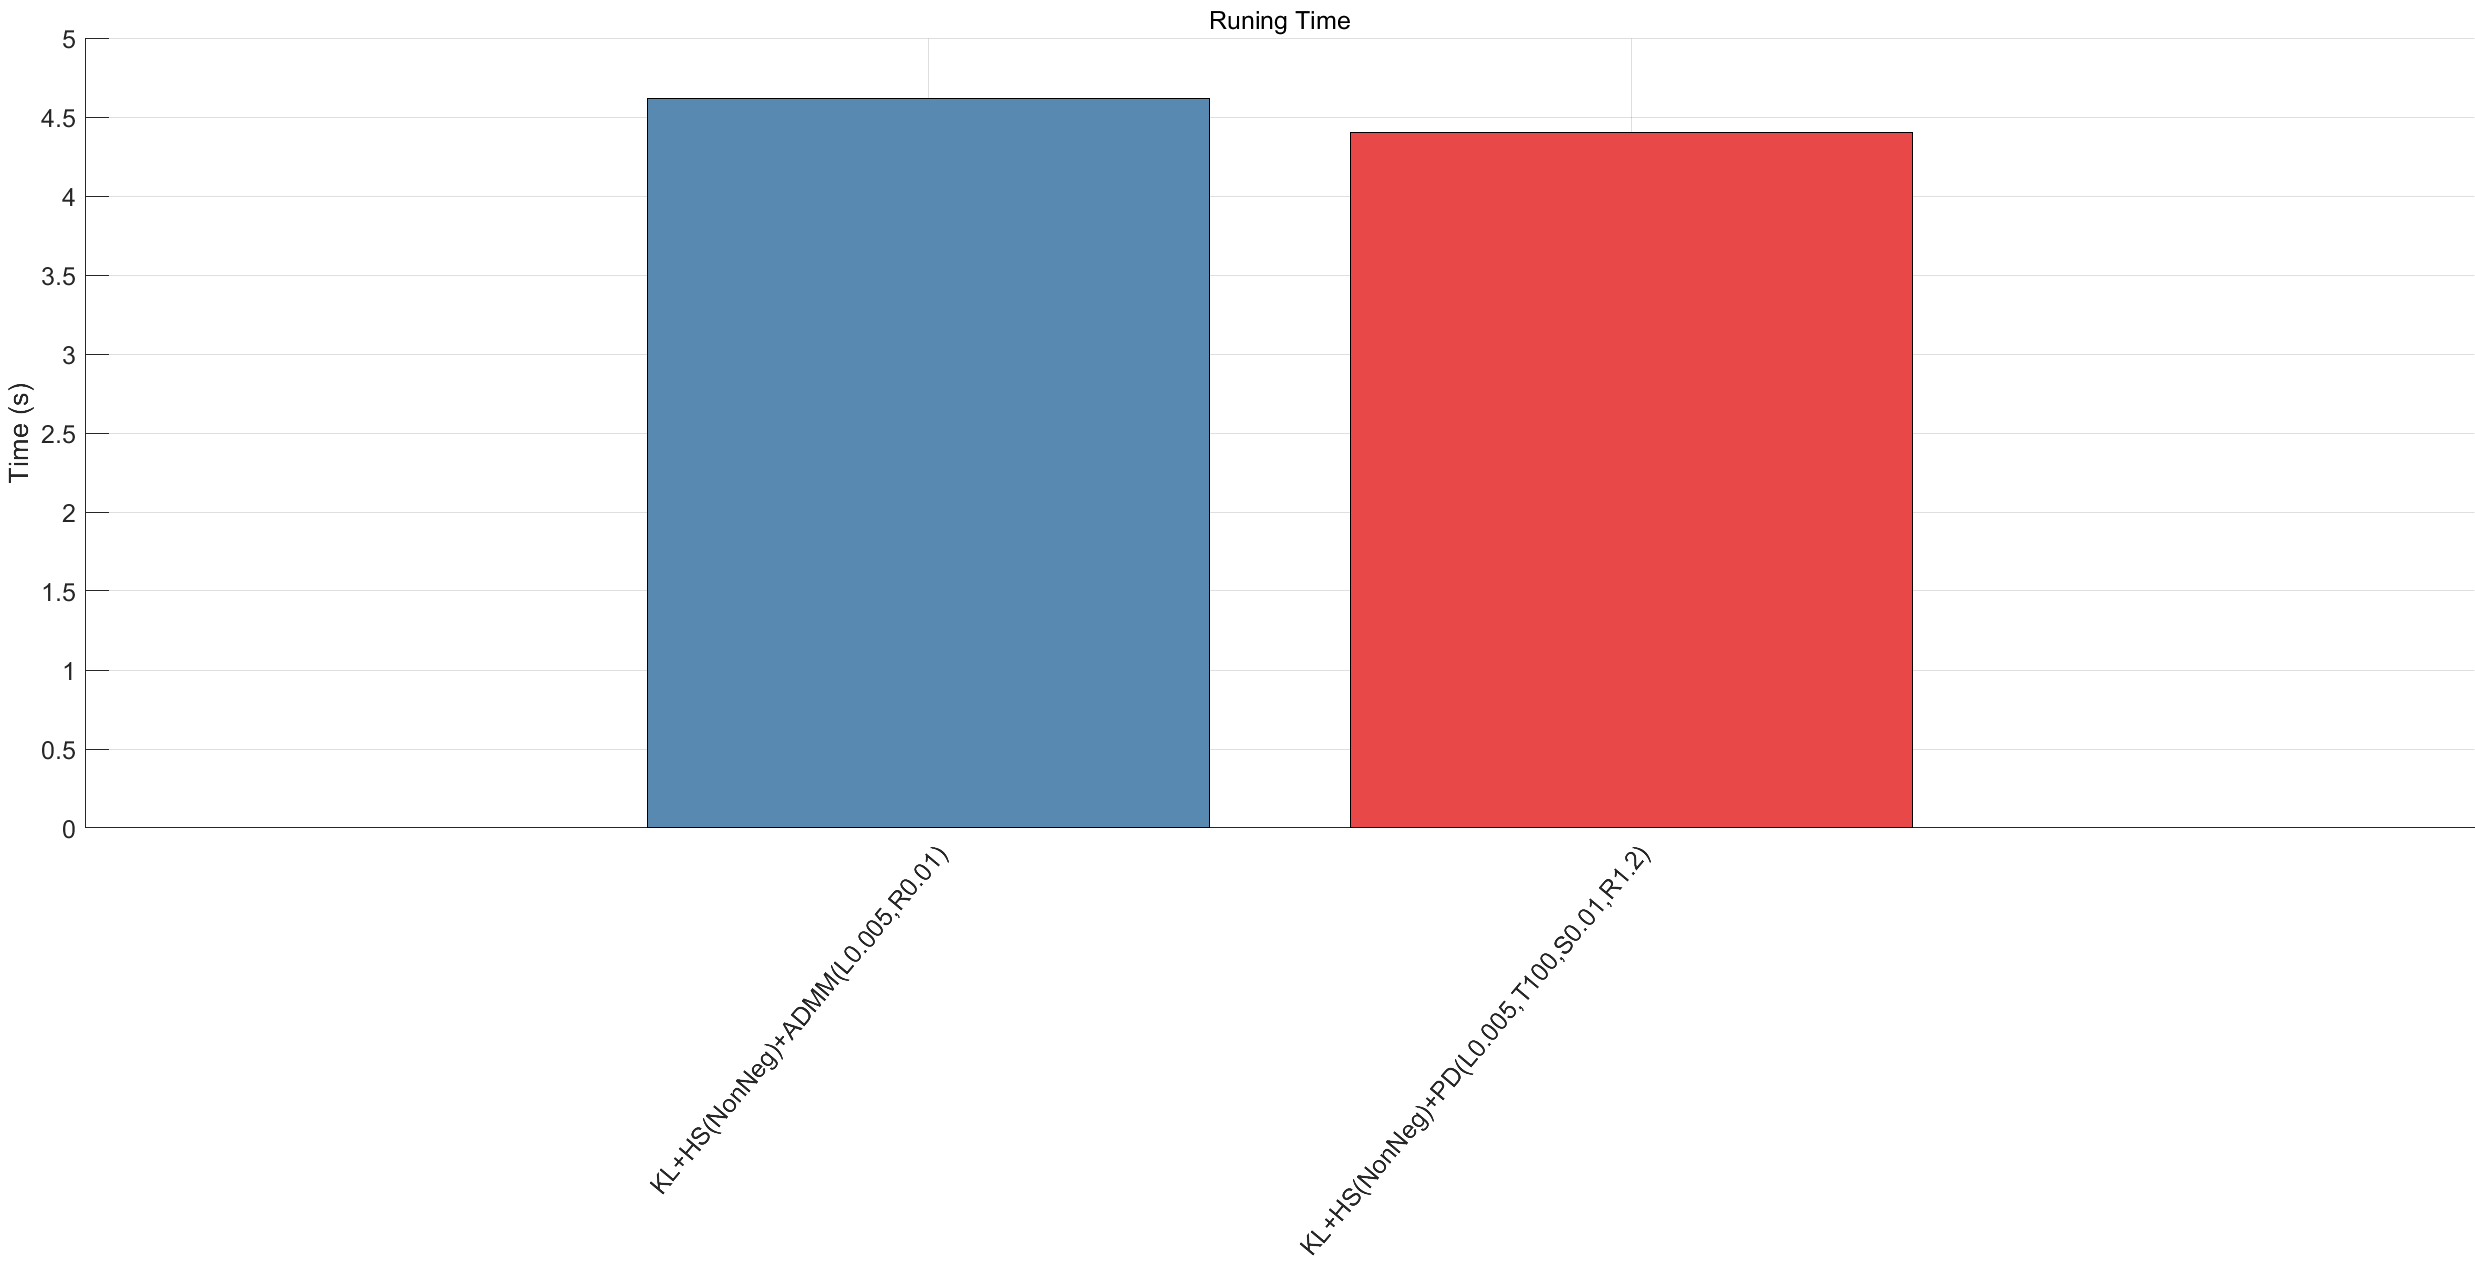 Runing Time
5
4.5
4
3.5
3
2.5
2
1.5
1
0.5
0
Time (s)
KL+HS(NonNeg)+ADMM(L0.005,R0.01)
KL+HS(NonNeg)+PD(L0.005,T100,S0.01,R1.2)